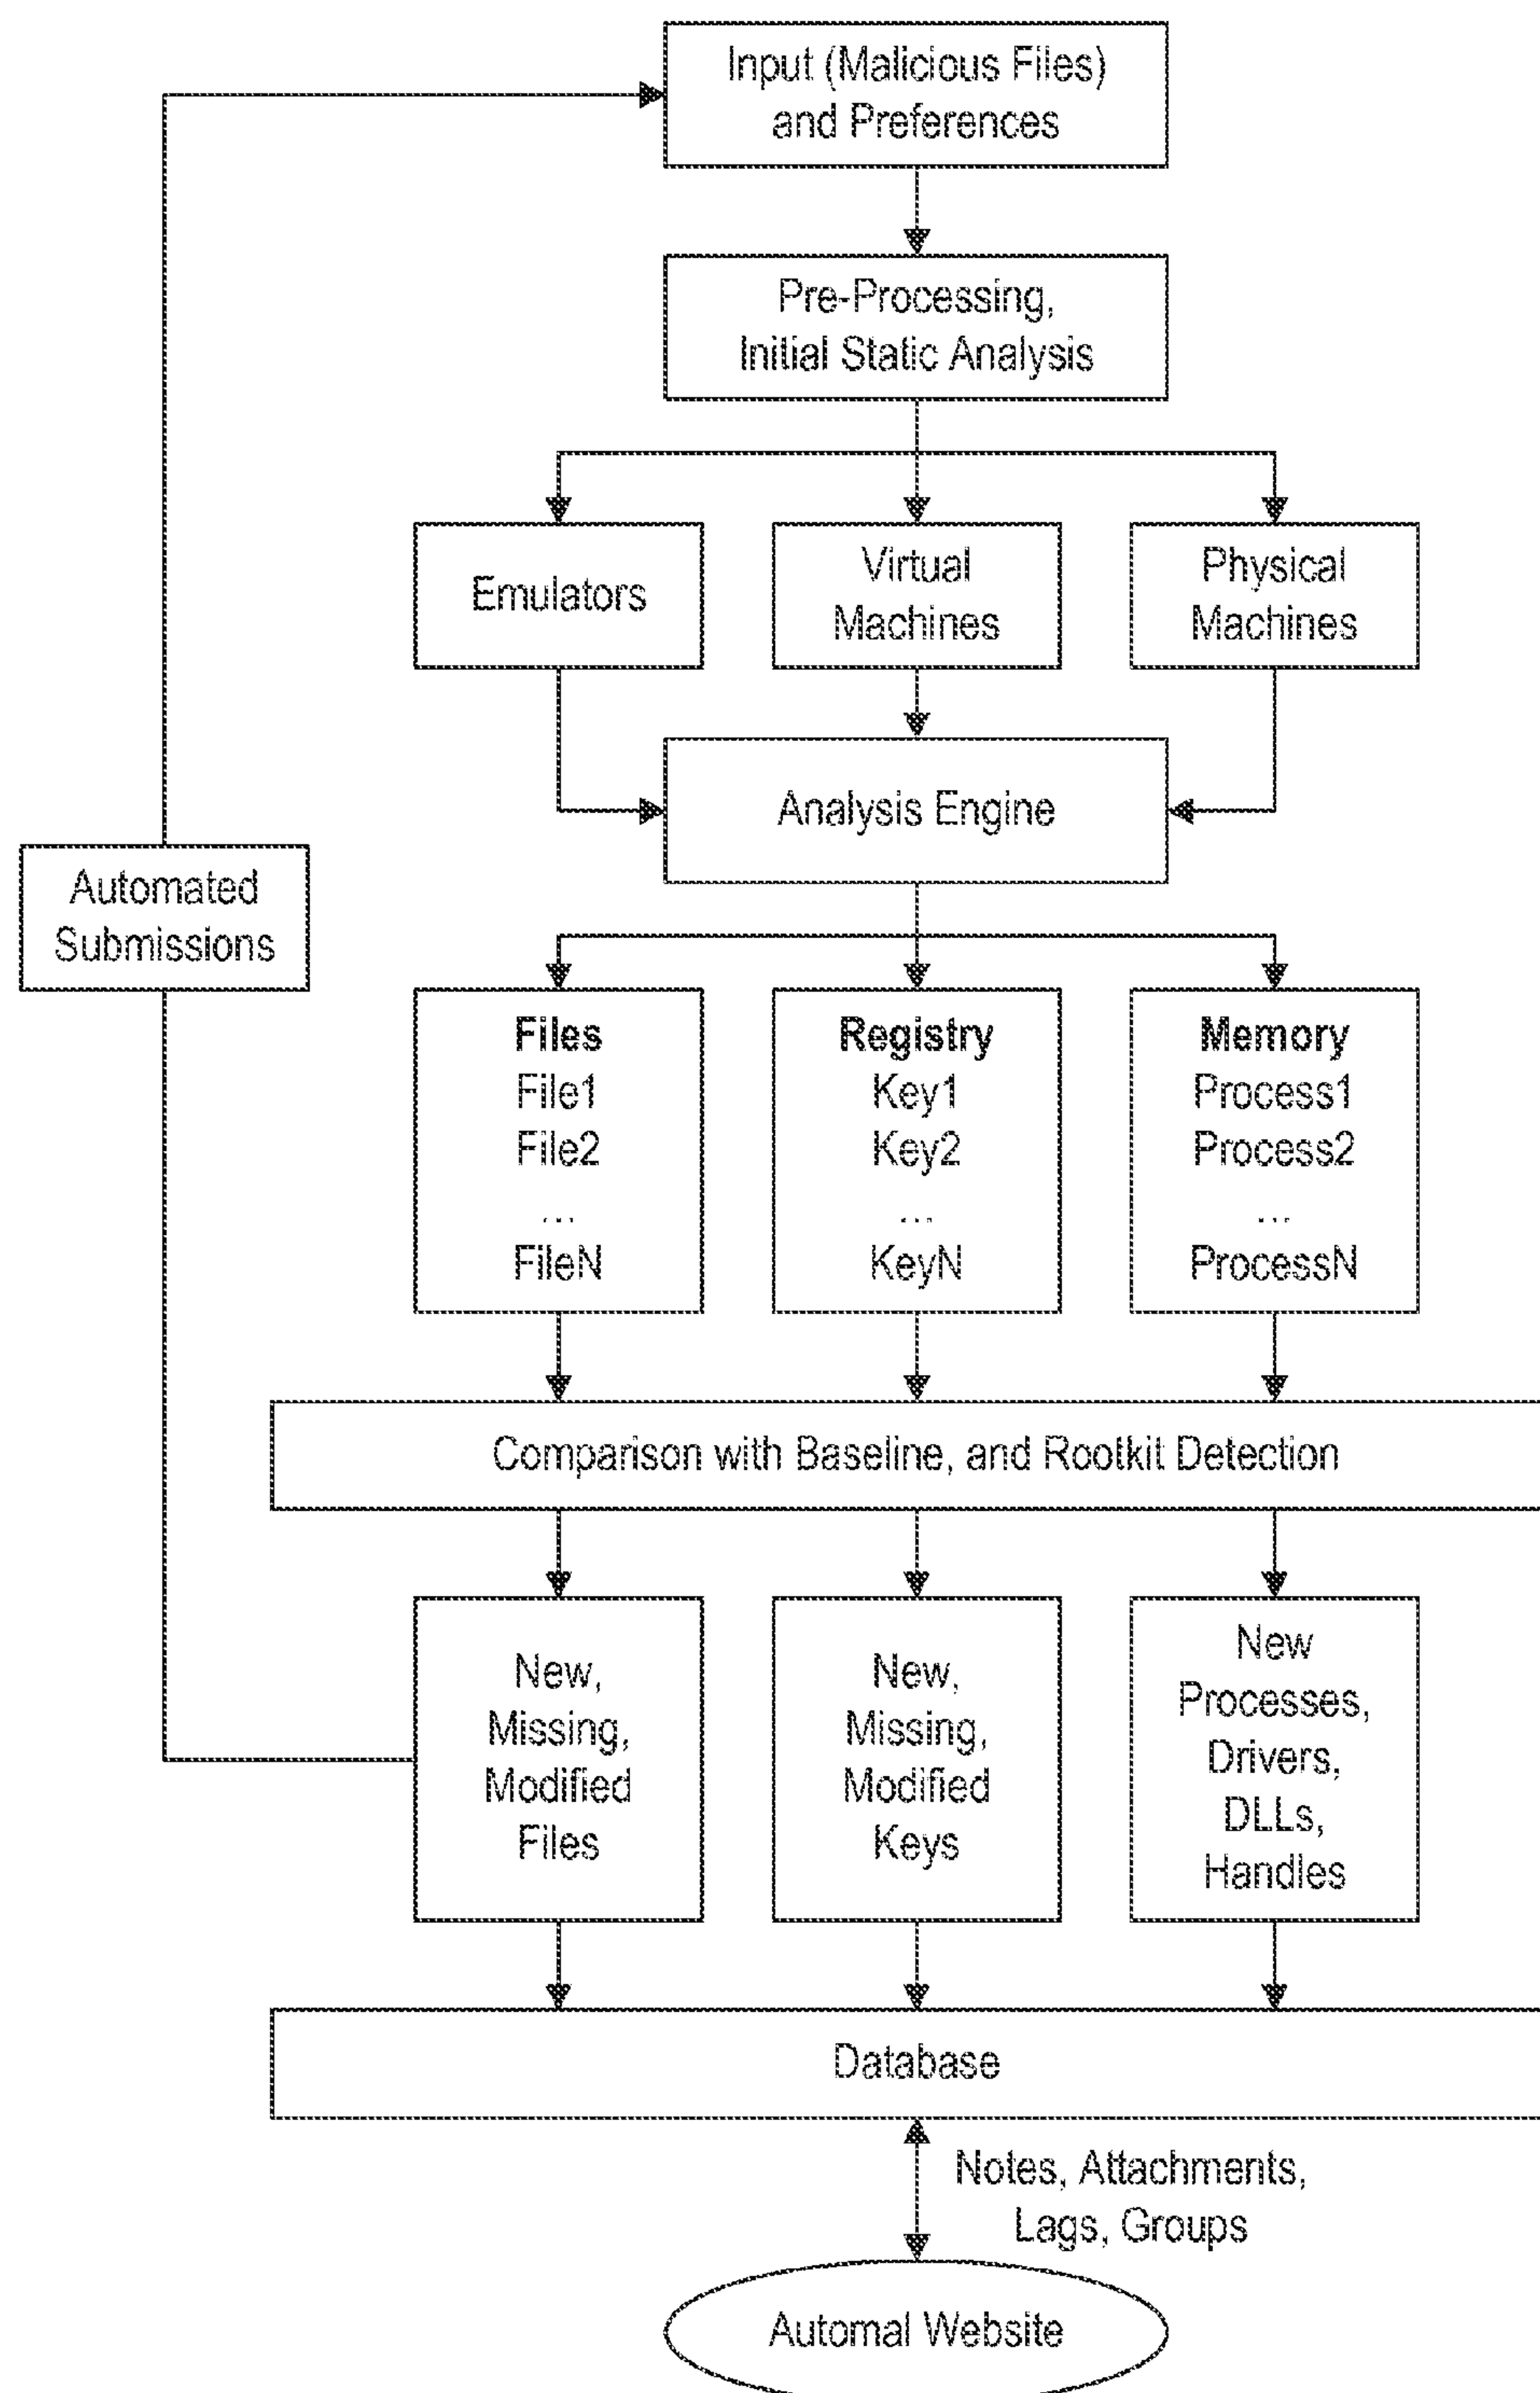 Input (Malicious Files)
and Preferences
Pre-Processing,
Initial Static Analysis
Emulators
Virtual
Machines
Physical
Machines
Analysis Engine
Automated
Submissions
Files
File1
File2
...
FileN
Registry
Key1
Key2
...
KeyN
Memory
Process1
Process2
...
ProcessN
Comparison with Baseline, and Rootkit Detection
New,
Missing,
Modified
Files
New,
Missing,
Modified
Keys
New
Processes,
Drivers,
DLLs,
Handles
Database
Notes, Attachments,
Lags, Groups
Automal Website